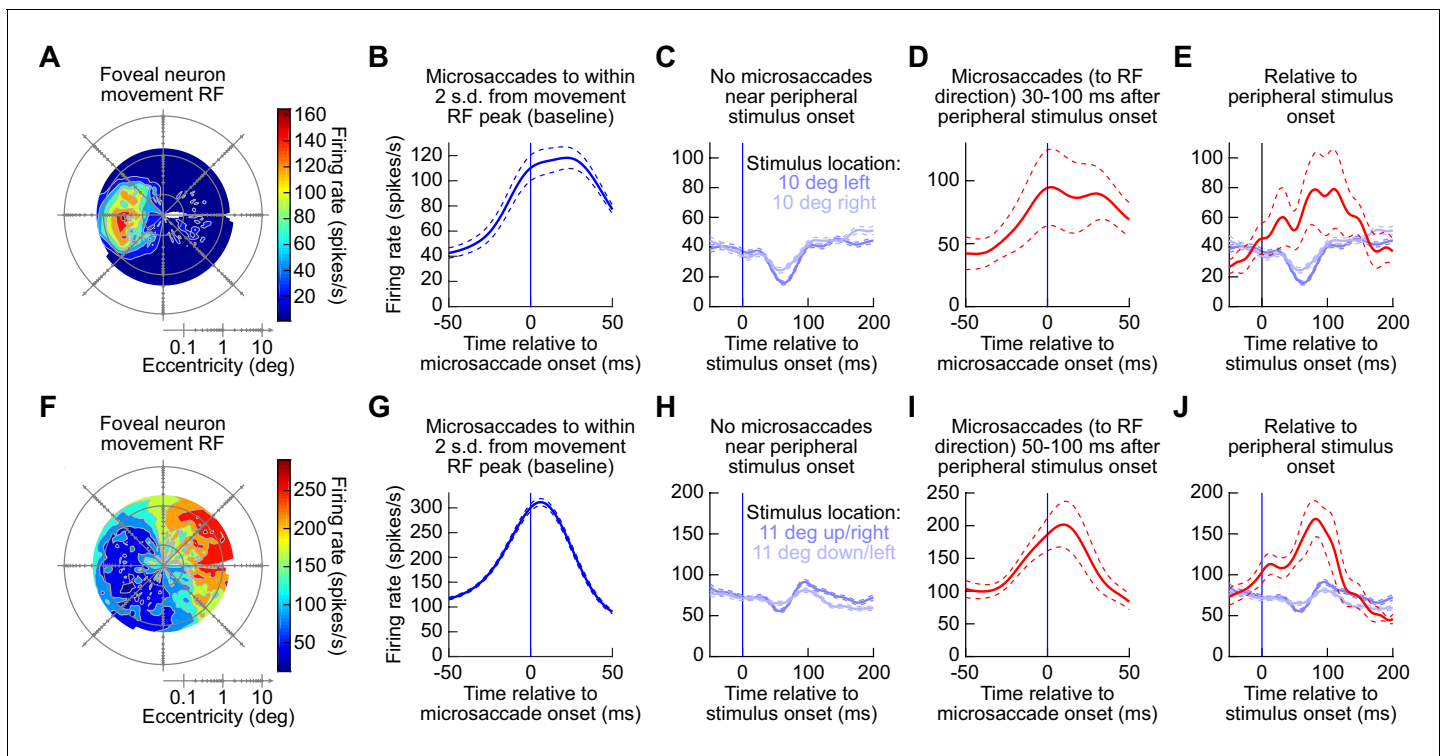 A
Foveal neuron
movement RF
160
140
120
100
80
60
40
20
Firing rate (spikes/s)
0.1 1 10
Eccentricity (deg)
B
Microsaccades to within
2 s.d. from movement
RF peak (baseline)
Firing rate (spikes/s)
120
100
80
60
40
20
0
-50 0 50
Time relative to
microsaccade onset (ms)
C
No microsaccades
near peripheral
stimulus onset
100
80
60
40
20
0
Stimulus location:
10 deg left
10 deg right
0 100 200
Time relative to
stimulus onset (ms)
D
Microsaccades (to RF
direction) 30-100 ms after
peripheral stimulus onset
100
50
0
-50 0 50
Time relative to
microsaccade onset (ms)
E
Relative to
peripheral stimulus
onset
100
80
60
40
20
0
0 100 200
Time relative to
stimulus onset (ms)
F
Foveal neuron
movement RF
250
200
150
100
50
Firing rate (spikes/s)
0.1 1 10
Eccentricity (deg)
G
Microsaccades to within
2 s.d. from movement
RF peak (baseline)
Firing rate (spikes/s)
300
250
200
150
100
50
0
-50 0 50
Time relative to
microsaccade onset (ms)
H
No microsaccades
near peripheral
stimulus onset
200
150
100
50
0
Stimulus location:
11 deg up/right
11 deg down/left
0 100 200
Time relative to
stimulus onset (ms)
I
Microsaccades (to RF
direction) 50-100 ms after
peripheral stimulus onset
250
200
150
100
50
0
-50 0 50
Time relative to
microsaccade onset (ms)
J
Relative to
peripheral stimulus
onset
200
150
100
50
0
0 100 200
Time relative to
stimulus onset (ms)